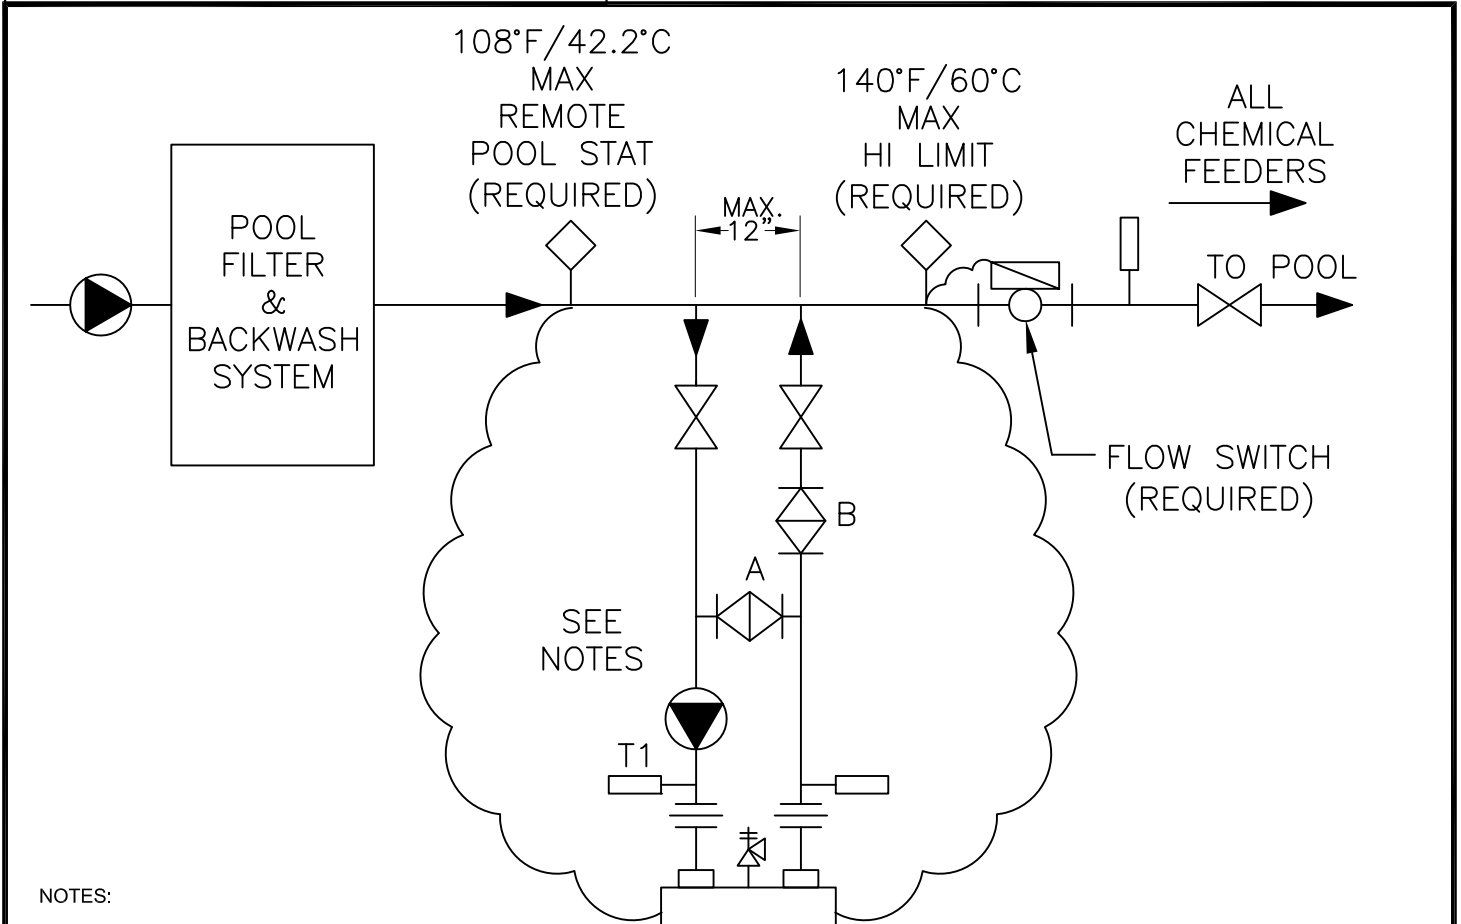 108°F/42.2°C
MAX
REMOTE
POOL STAT
(REQUIRED)
140°F/60°C
MAX
HI LIMIT
(REQUIRED)
ALL
CHEMICAL
FEEDERS
MAX.
12"
POOL
FILTER
&
BACKWASH
SYSTEM
TO POOL
FLOW SWITCH
(REQUIRED)
B
A
SEE
NOTES
T1
NOTES: